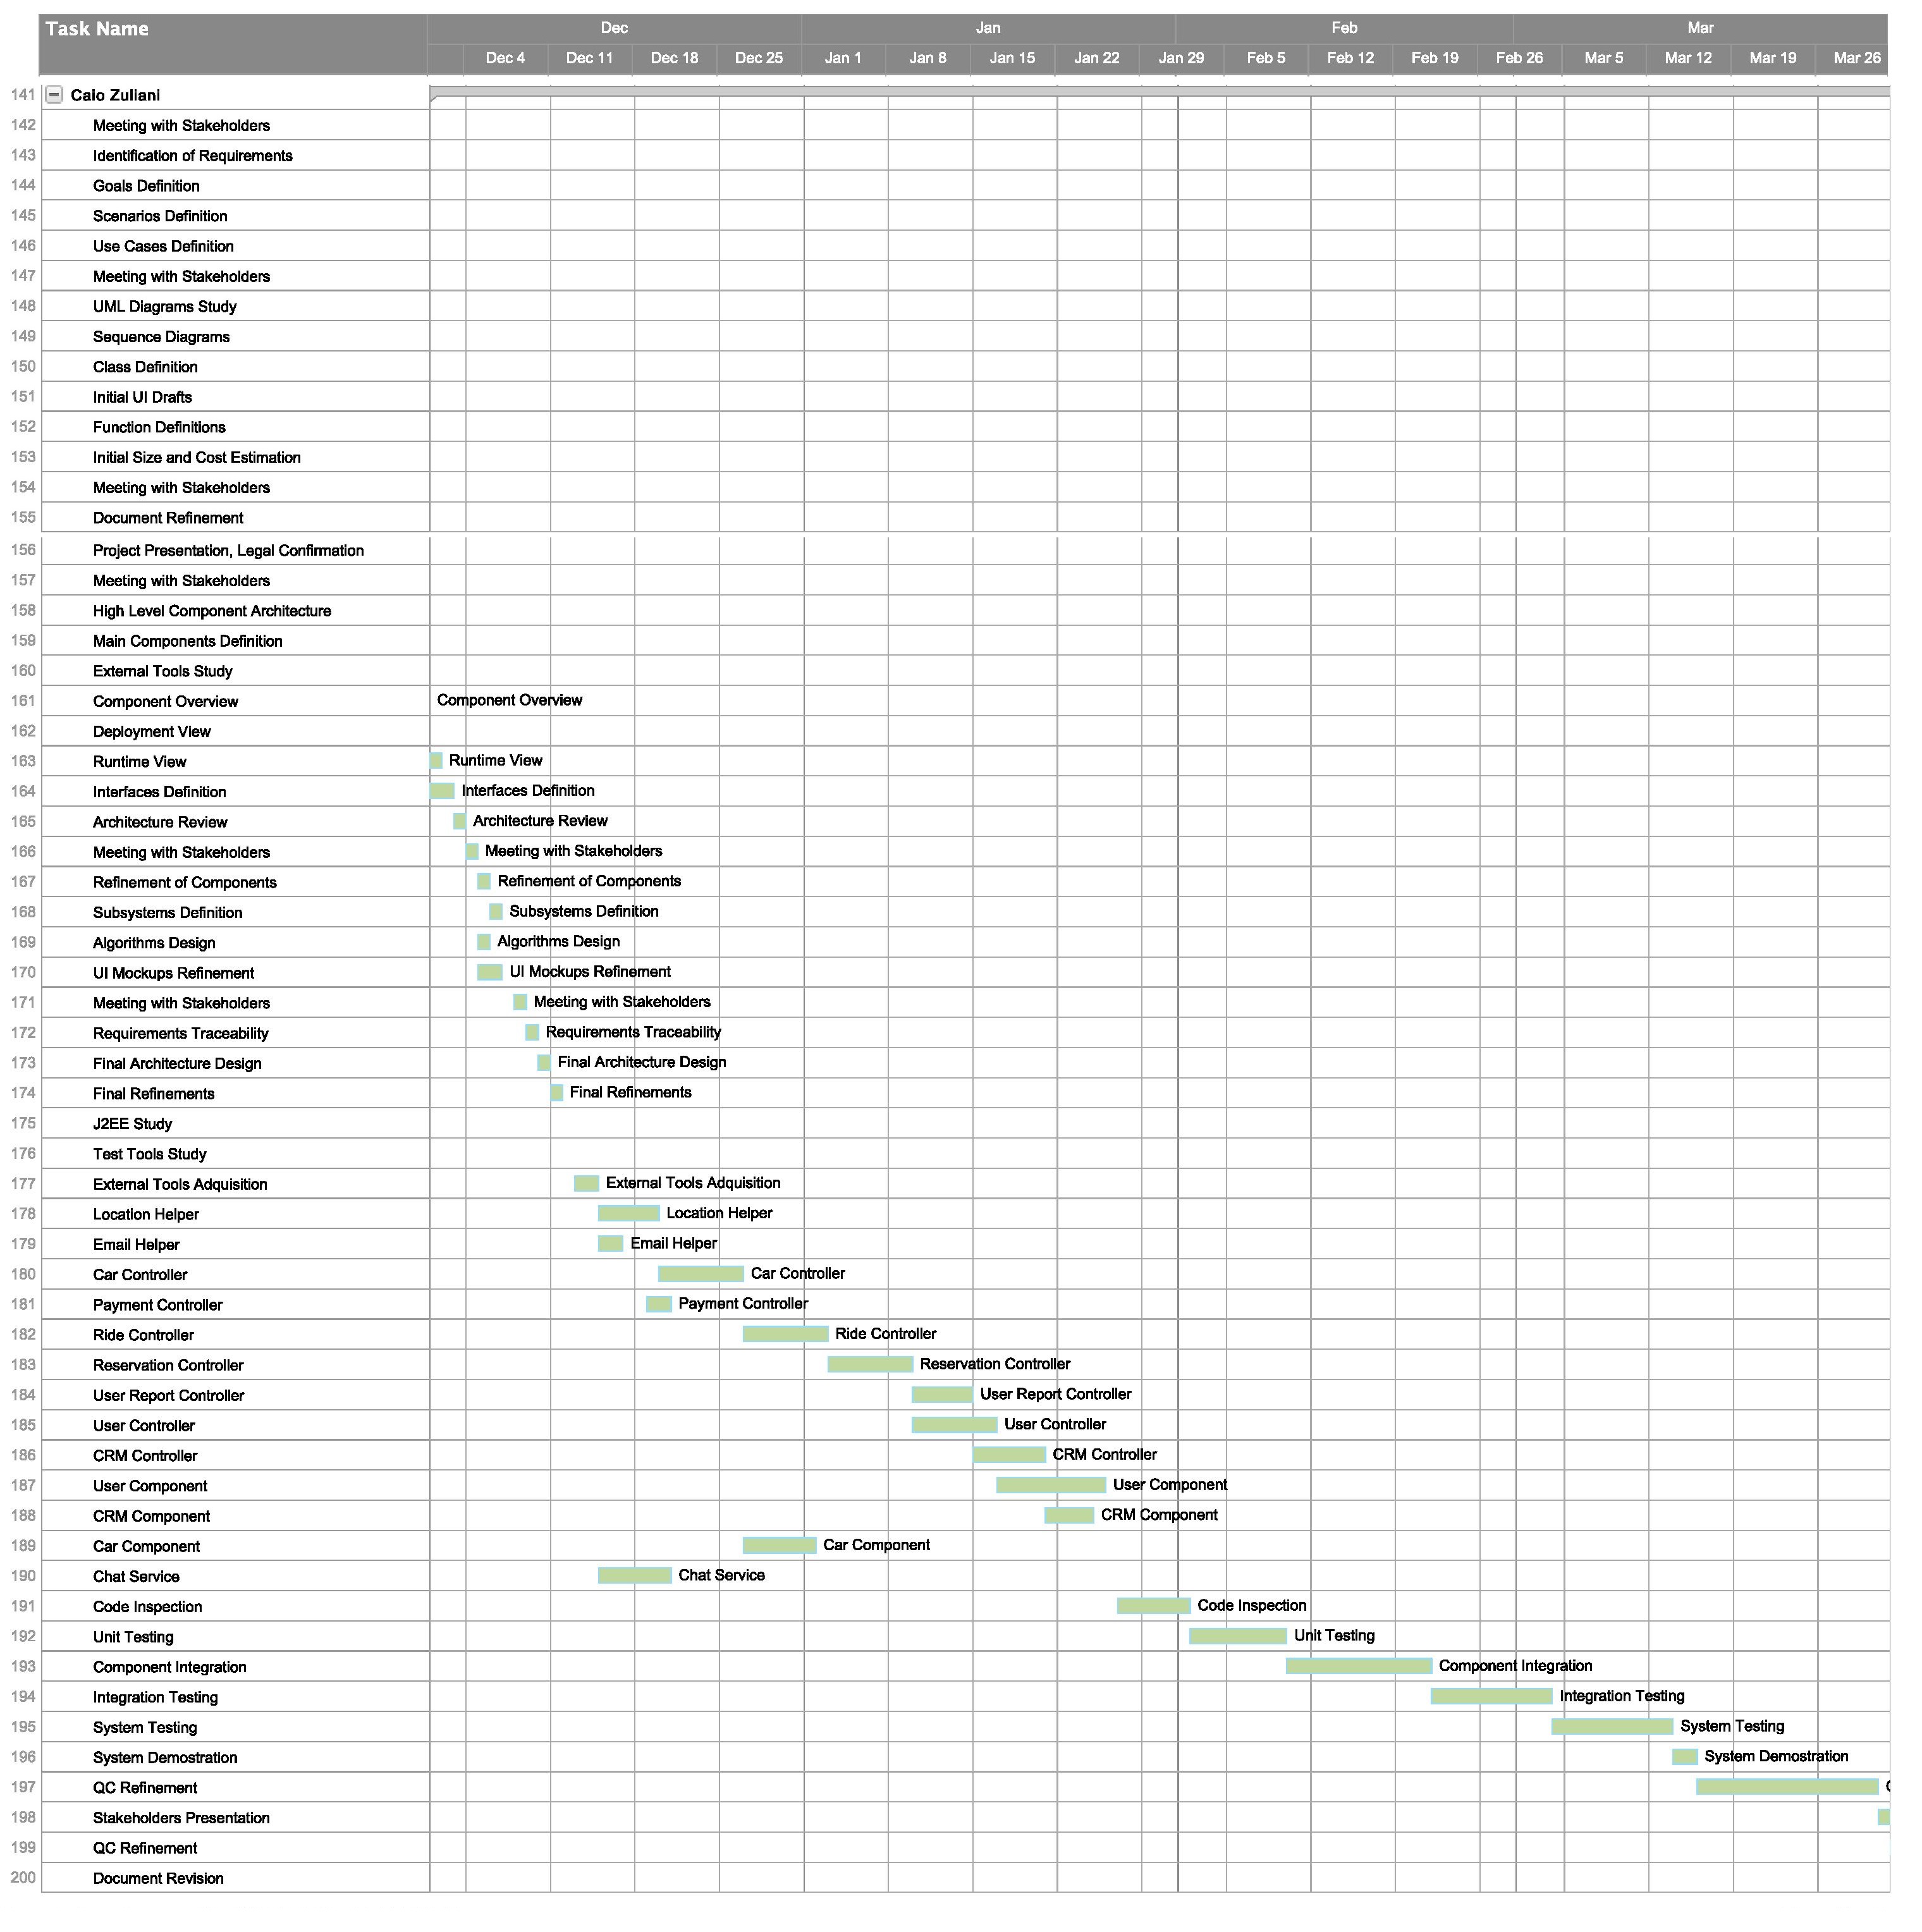 Task Name Dec Jan Feb Mar
Dec 4 Dec 11 Dec 18 Dec 25 Jan 1 Jan 8 Jan 15 Jan 22 Jan 29 Feb 5 Feb 12 Feb 19 Feb 26 Mar 5 Mar 12 Mar 19 Mar 26
141 Caio Zuliani
142 Meeting with Stakeholders
143 Identification of Requirements
144 Goals Definition
145 Scenarios Definition
146 Use Cases Definition
147 Meeting with Stakeholders
148 UML Diagrams Study
149 Sequence Diagrams
150 Class Definition
151 Initial UI Drafts
152 Function Definitions
153 Initial Size and Cost Estimation
154 Meeting with Stakeholders
155 Document Refinement
156 Project Presentation, Legal Confirmation
157 Meeting with Stakeholders
158 High Level Component Architecture
159 Main Components Definition
160 External Tools Study
161 Component Overview Component Overview
162 Deployment View
163 Runtime View Runtime View
164 Interfaces Definition Interfaces Definition
165 Architecture Review Architecture Review
166 Meeting with Stakeholders Meeting with Stakeholders
167 Refinement of Components Refinement of Components
168 Subsystems Definition Subsystems Definition
169 Algorithms Design Algorithms Design
170 UI Mockups Refinement UI Mockups Refinement
171 Meeting with Stakeholders Meeting with Stakeholders
172 Requirements Traceability Requirements Traceability
173 Final Architecture Design Final Architecture Design
174 Final Refinements Final Refinements
175 J2EE Study
176 Test Tools Study
177 External Tools Adquisition External Tools Adquisition
178 Location Helper Location Helper
179 Email Helper Email Helper
180 Car Controller Car Controller
181 Payment Controller Payment Controller
182 Ride Controller Ride Controller
183 Reservation Controller Reservation Controller
184 User Report Controller User Report Controller
185 User Controller User Controller
186 CRM Controller CRM Controller
187 User Component User Component
188 CRM Component CRM Component
189 Car Component Car Component
190 Chat Service Chat Service
191 Code Inspection Code Inspection
192 Unit Testing Unit Testing
193 Component Integration Component Integration
194 Integration Testing Integration Testing
195 System Testing System Testing
196 System Demostration System Demostration
197 QC Refinement
198 Stakeholders Presentation
199 QC Refinement
200 Document Revision